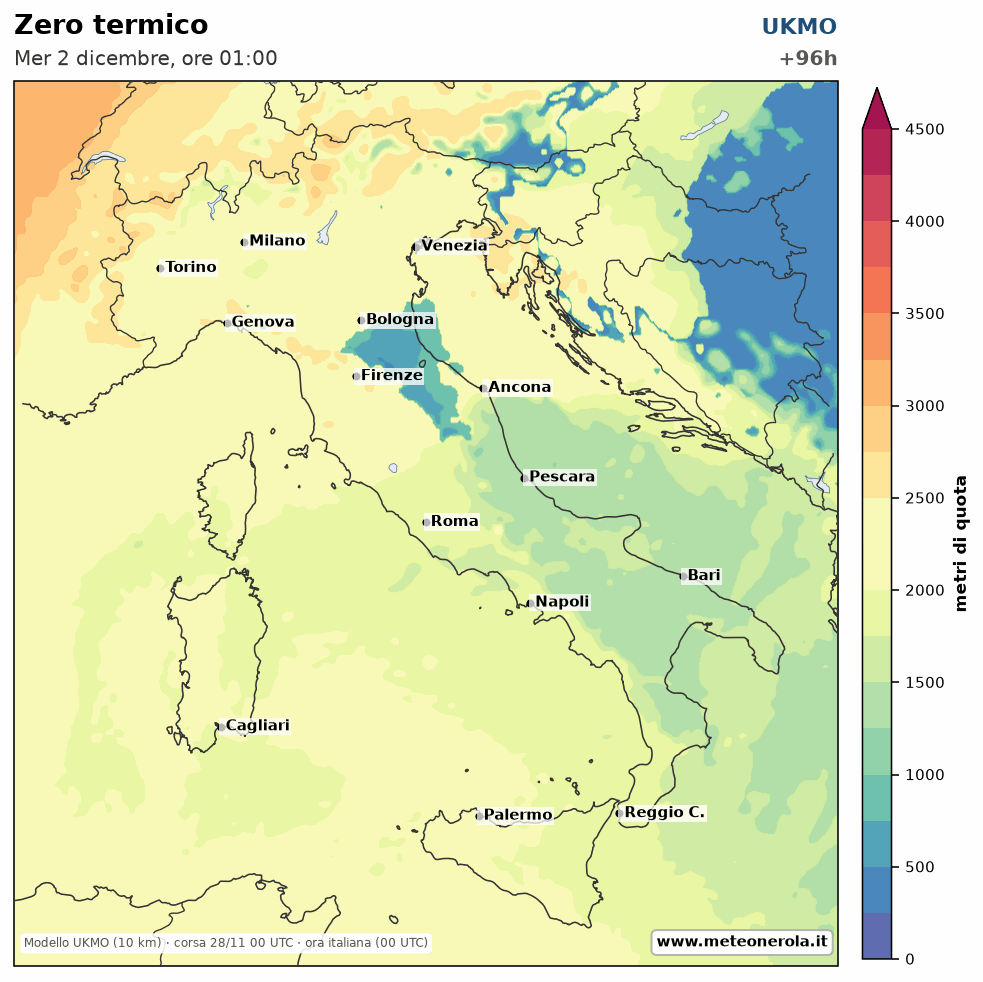 Zero termico
UKMO
Mer 2 dicembre, ore 01:00
+96h
Milano
Venezia
Torino
Genova
Bologna
Firenze
Ancona
Pescara
Roma
Bari
Napoli
Cagliari
Palermo
Reggio C.
4500
4000
3500
3000
2500
2000
1500
1000
500
0
metri di quota
Modello UKMO (10 km) · corsa 28/11 00 UTC · ora italiana (00 UTC)
www.meteonerola.it